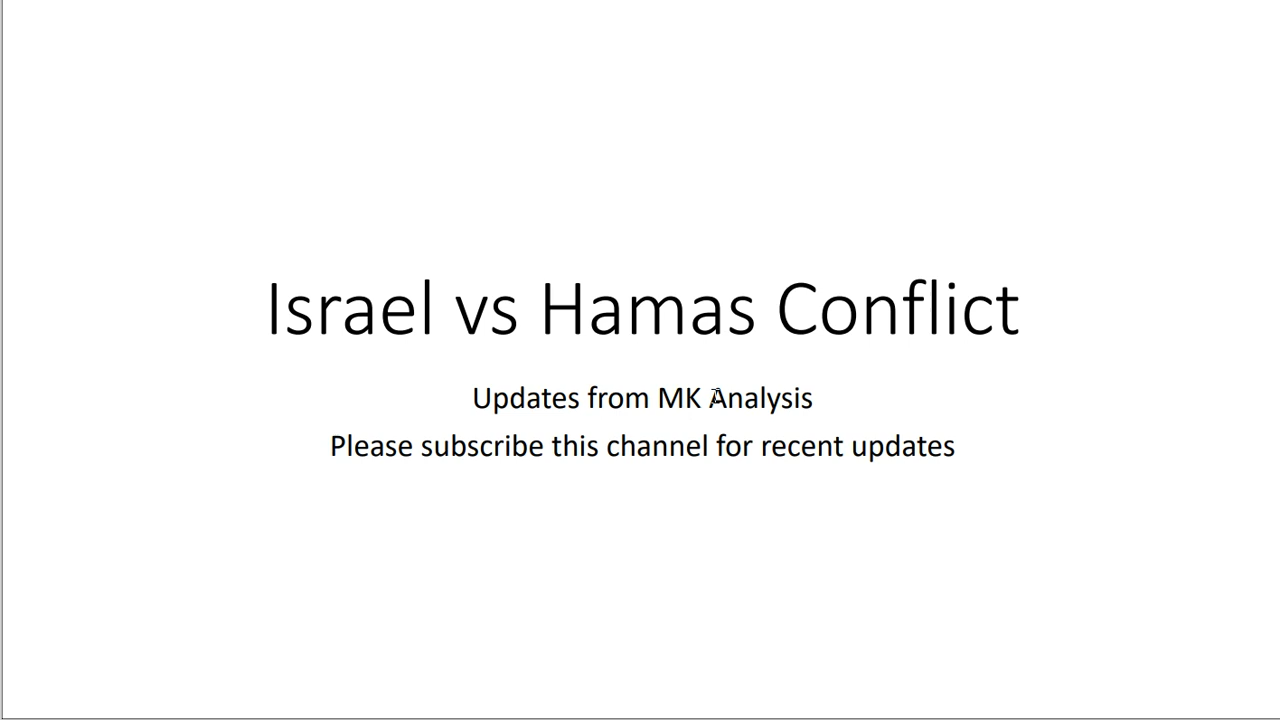 Israel vs Hamas Conflict
Updates from MK Analysis
Please subscribe this channel for recent updates